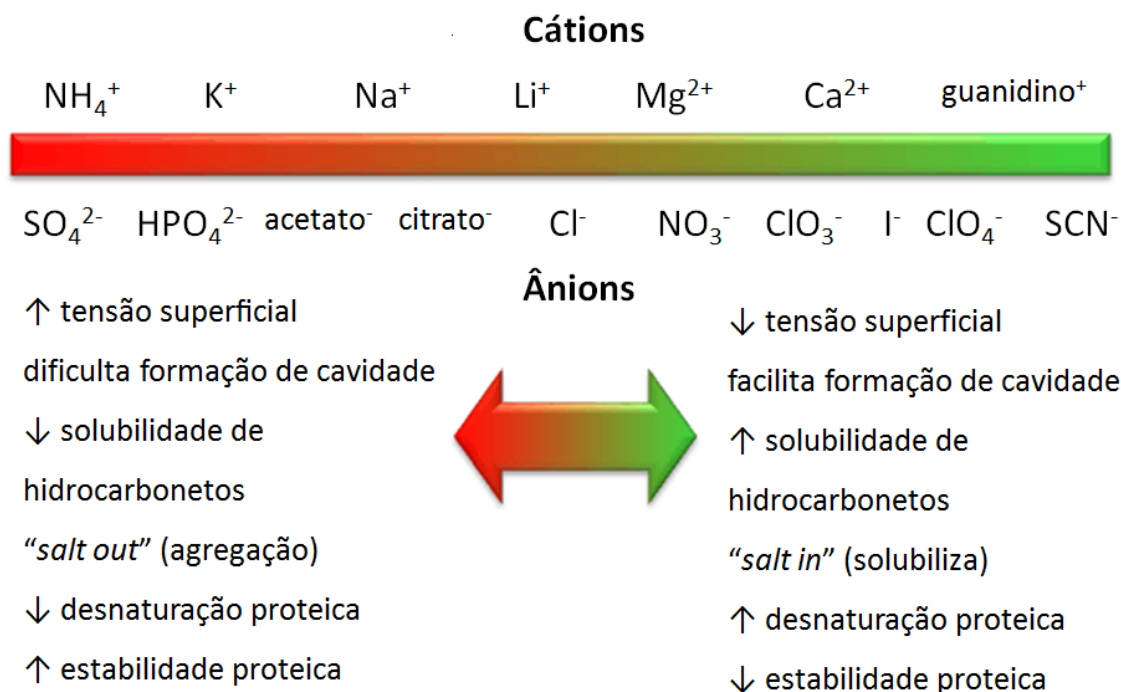 Cátions
NH₄⁺ K⁺ Na⁺ Li⁺ Mg²⁺ Ca²⁺ guanidino⁺
SO₄²⁻ HPO₄²⁻ acetato⁻ citrato⁻ Cl⁻ NO₃⁻ ClO₃⁻ I⁻ ClO₄⁻ SCN⁻
Ânions
↑ tensão superficial
dificulta formação de cavidade
↓ solubilidade de
hidrocarbonetos
“salt out” (agregação)
↓ desnaturação proteica
↑ estabilidade proteica
↓ tensão superficial
facilita formação de cavidade
↑ solubilidade de
hidrocarbonetos
“salt in” (solubiliza)
↑ desnaturação proteica
↓ estabilidade proteica